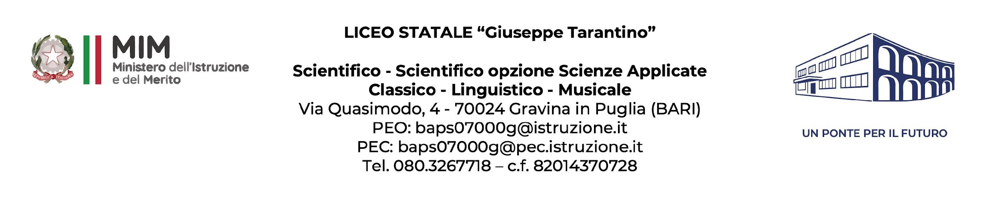 MIM
Ministero dell'Istruzione
e del Merito
REPVBBLICA ITALIANA
LICEO STATALE “Giuseppe Tarantino”
Scientifico - Scientifico opzione Scienze Applicate
Classico - Linguistico - Musicale
Via Quasimodo, 4 - 70024 Gravina in Puglia (BARI)
PEO: baps07000g@istruzione.it
PEC: baps07000g@pec.istruzione.it
Tel. 080.3267718 – c.f. 82014370728
UN PONTE PER IL FUTURO